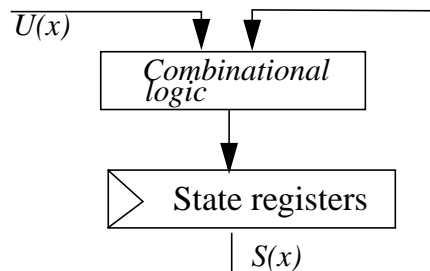 U(x)
Combinational
logic
State registers
S(x)